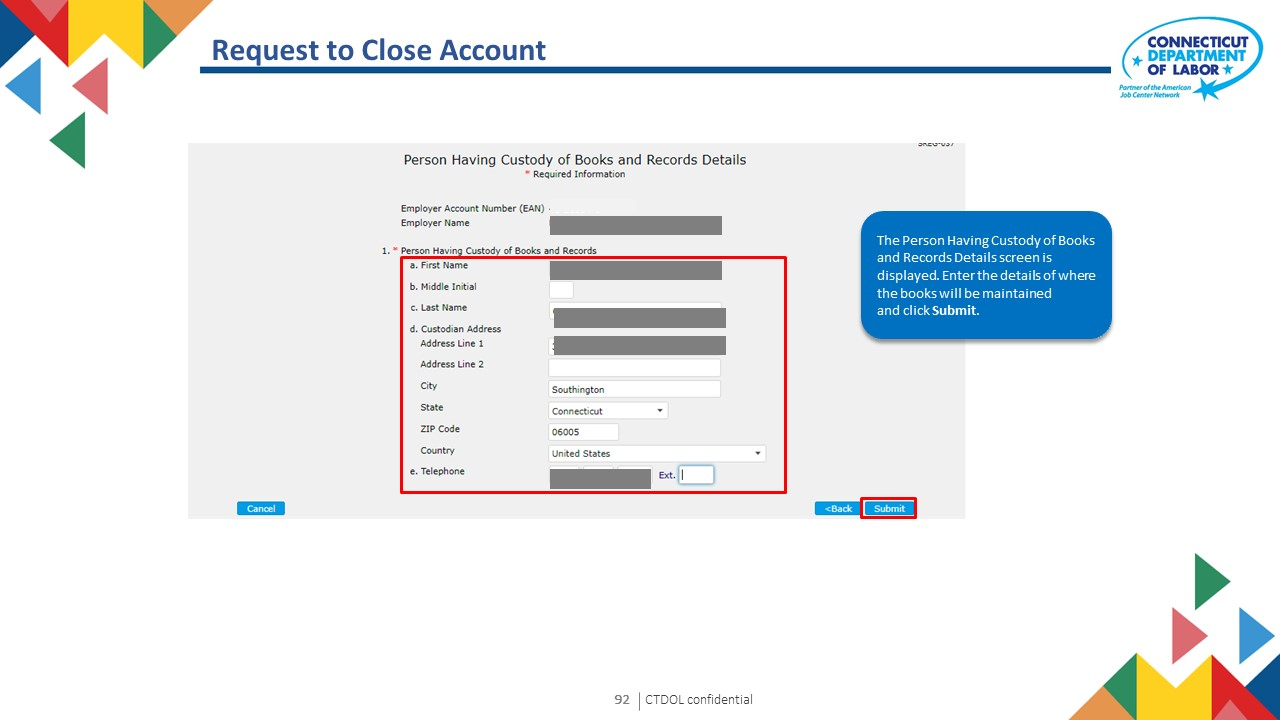 Request to Close Account
CONNECTICUT
DEPARTMENT
OF LABOR
Partner of the American
Job Center Network
SREG-037
Person Having Custody of Books and Records Details
* Required Information
Employer Account Number (EAN)
Employer Name
1. * Person Having Custody of Books and Records
a. First Name
b. Middle Initial
c. Last Name
d. Custodian Address
Address Line 1
Address Line 2
City Southington
State Connecticut
ZIP Code 06005
Country United States
e. Telephone Ext.
Cancel <Back Submit
The Person Having Custody of Books
and Records Details screen is
displayed. Enter the details of where
the books will be maintained
and click Submit.
92 CTDOL confidential